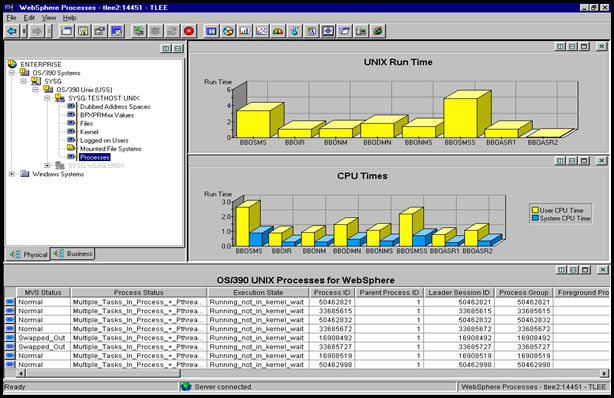 WebSphere Processes - tlee2:14451 - TLEE
File Edit View Help
ENTERPRISE
OS/390 Systems
SYSG
OS/390 Unix (USS)
SYSG:TESTHOST:UNIX
Dubbed Address Spaces
BPXPRMxx Values
Files
Kernel
Logged on Users
Mounted File Systems
Processes
SYSG:WLAG:UNIX
Windows Systems
Physical Business
UNIX Run Time
Run Time
6
4
2
0
BBOSMS BBOIR BBONM BBODMN BBONMN BBOSMSS BBOASR1 BBOASR2
CPU Times
Run Time
3.0
2.0
1.0
0.0
BBOSMS BBOIR BBONM BBODMN BBONMN BBOSMSS BBOASR1 BBOASR2
User CPU Time
System CPU Time
OS/390 UNIX Processes for WebSphere
MVS Status Process Status Execution State Process ID Parent Process ID Leader Session ID Process Group Foreground Pro
Normal Multiple_Tasks_In_Process_+_Pthrea... Running_not_in_kernel_wait 50462821 1 50462821 50462821
Normal Multiple_Tasks_In_Process_+_Pthrea... Running_not_in_kernel_wait 33685615 1 33685615 33685615
Normal Multiple_Tasks_In_Process_+_Pthrea... Running_not_in_kernel_wait 50462832 1 50462832 50462832
Normal Multiple_Tasks_In_Process_+_Pthrea... Running_not_in_kernel_wait 33685672 1 33685672 33685672
Swapped_Out Multiple_Tasks_In_Process_+_Pthrea... Running_not_in_kernel_wait 16908492 1 16908492 16908492
Swapped_Out Multiple_Tasks_In_Process_+_Pthrea... Running_not_in_kernel_wait 33685727 1 33685727 33685727
Normal Multiple_Tasks_In_Process_+_Pthrea... Running_not_in_kernel_wait 16908519 1 16908519 16908519
Normal Multiple_Tasks_In_Process_+_Pthrea... Running_not_in_kernel_wait 50462998 1 50462998 50462998
Ready Server connected. WebSphere Processes - tlee2:14451 - TLEE